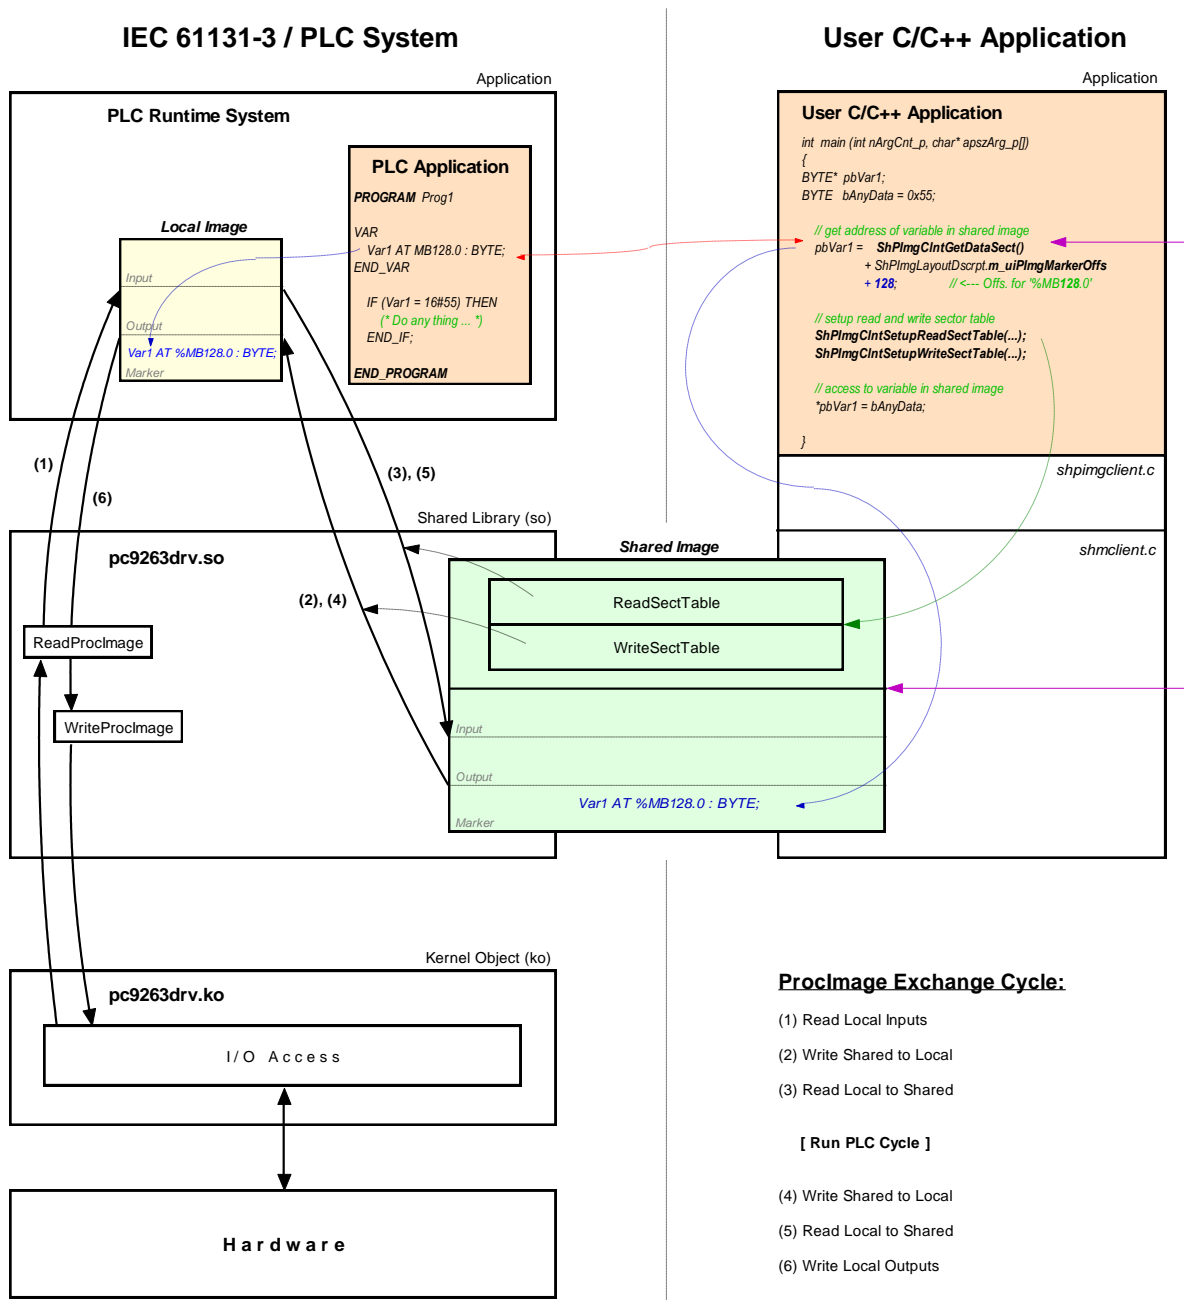 IEC 61131-3 / PLC System
User C/C++ Application
Application
Application
PLC Runtime System
PLC Application
PROGRAM Prog1
VAR
Var1 AT MB128.0 : BYTE;
END_VAR
IF (Var1 = 16#55) THEN
(* Do any thing ... *)
END_IF;
END_PROGRAM
Local Image
Input
Output
Var1 AT %MB128.0 : BYTE;
Marker
User C/C++ Application
int main (int nArgCnt_p, char* apszArg_p[])
{
BYTE* pbVar1;
BYTE bAnyData = 0x55;
// get address of variable in shared image
pbVar1 = ShPImgClntGetDataSect()
+ ShPImgLayoutDscrpt.m_uiPImgMarkerOffs
+ 128; // <--- Offs. for '%MB128.0'
// setup read and write sector table
ShPImgClntSetupReadSectTable(...);
ShPImgClntSetupWriteSectTable(...);
// access to variable in shared image
*pbVar1 = bAnyData;
}
shpimgclient.c
shmclient.c
(1)
(6)
(3), (5)
(2), (4)
Shared Library (so)
pc9263drv.so
ReadProcImage
WriteProcImage
Shared Image
ReadSectTable
WriteSectTable
Input
Output
Var1 AT %MB128.0 : BYTE;
Marker
Kernel Object (ko)
pc9263drv.ko
I/O Access
Hardware
ProcImage Exchange Cycle:
(1) Read Local Inputs
(2) Write Shared to Local
(3) Read Local to Shared
[ Run PLC Cycle ]
(4) Write Shared to Local
(5) Read Local to Shared
(6) Write Local Outputs